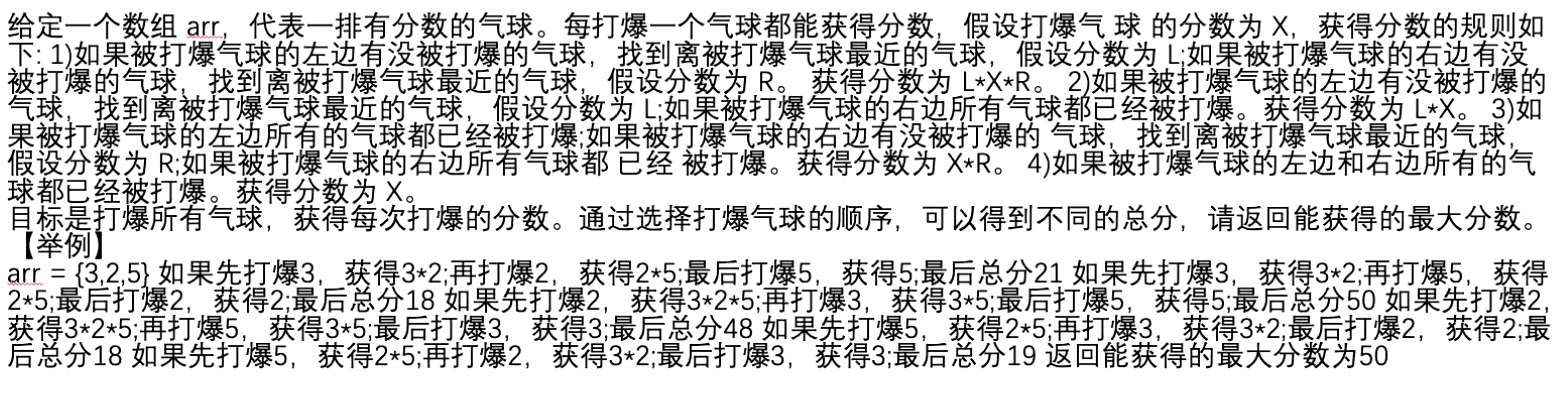 给定一个数组 arr，代表一排有分数的气球。每打爆一个气球都能获得分数，假设打爆气 球 的分数为 X，获得分数的规则如
下: 1)如果被打爆气球的左边有没被打爆的气球，找到离被打爆气球最近的气球，假设分数为 L;如果被打爆气球的右边有没
被打爆的气球，找到离被打爆气球最近的气球，假设分数为 R。 获得分数为 L*X*R。 2)如果被打爆气球的左边有没被打爆的
气球，找到离被打爆气球最近的气球，假设分数为 L;如果被打爆气球的右边所有气球都已经被打爆。获得分数为 L*X。 3)如
果被打爆气球的左边所有的气球都已经被打爆;如果被打爆气球的右边有没被打爆的 气球，找到离被打爆气球最近的气球，
假设分数为 R;如果被打爆气球的右边所有气球都 已经 被打爆。获得分数为 X*R。 4)如果被打爆气球的左边和右边所有的气
球都已经被打爆。获得分数为 X。
目标是打爆所有气球，获得每次打爆的分数。通过选择打爆气球的顺序，可以得到不同的总分，请返回能获得的最大分数。
【举例】
arr = {3,2,5} 如果先打爆3，获得3*2;再打爆2，获得2*5;最后打爆5，获得5;最后总分21 如果先打爆3，获得3*2;再打爆5，获得
2*5;最后打爆2，获得2;最后总分18 如果先打爆2，获得3*2*5;再打爆3，获得3*5;最后打爆5，获得5;最后总分50 如果先打爆2，
获得3*2*5;再打爆5，获得3*5;最后打爆3，获得3;最后总分48 如果先打爆5，获得2*5;再打爆3，获得3*2;最后打爆2，获得2;最
后总分18 如果先打爆5，获得2*5;再打爆2，获得3*2;最后打爆3，获得3;最后总分19 返回能获得的最大分数为50